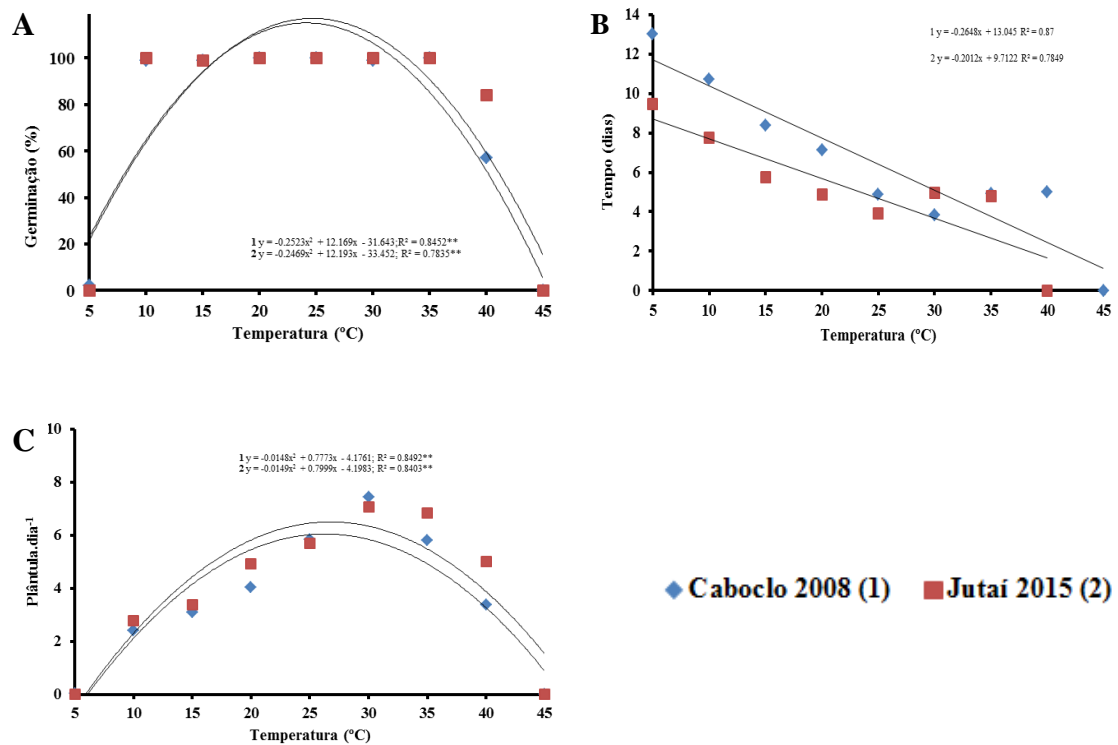 A
Germinação (%)
100
80
60
40
20
0
1 y = -0.2523x² + 12.169x - 31.643; R² = 0.8452**
2 y = -0.2469x² + 12.193x - 33.452; R² = 0.7835**
5 10 15 20 25 30 35 40 45
Temperatura (ºC)
B
Tempo (dias)
14
12
10
8
6
4
2
0
1 y = -0.2648x + 13.045 R² = 0.87
2 y = -0.2012x + 9.7122 R² = 0.7849
5 10 15 20 25 30 35 40 45
Temperatura (ºC)
C
Plântula.dia⁻¹
10
8
6
4
2
0
1 y = -0.0148x² + 0.7773x - 4.1761; R² = 0.8492**
2 y = -0.0149x² + 0.7999x - 4.1983; R² = 0.8403**
5 10 15 20 25 30 35 40 45
Temperatura (ºC)
Caboclo 2008 (1) Jutaí 2015 (2)